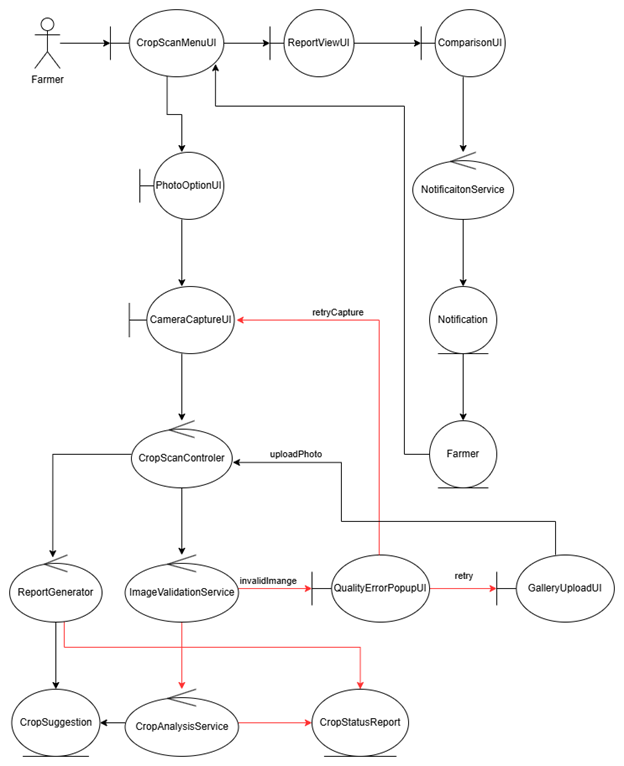 CropScanMenuUI
ReportViewUI
ComparisonUI
Farmer
PhotoOptionUI
NotificaitonService
retryCapture
CameraCaptureUI
Notification
uploadPhoto
CropScanControler
Farmer
invalidImange
retry
ReportGenerator
ImageValidationService
QualityErrorPopupUI
GalleryUploadUI
CropSuggestion
CropAnalysisService
CropStatusReport